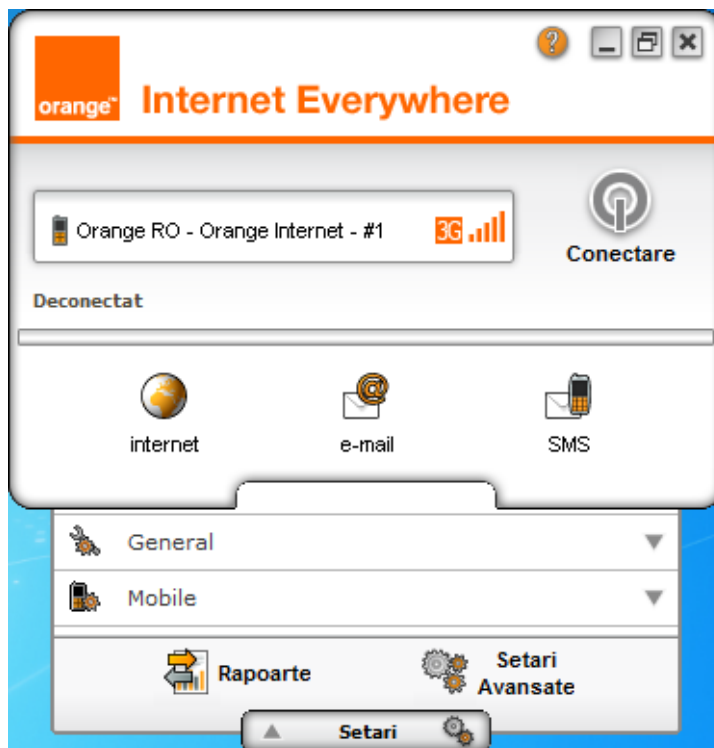 ?
orange™
Internet Everywhere
Orange RO - Orange Internet - #1
3G
Conectare
Deconectat
internet
e-mail
SMS
General
Mobile
Rapoarte
Setari
Avansate
Setari